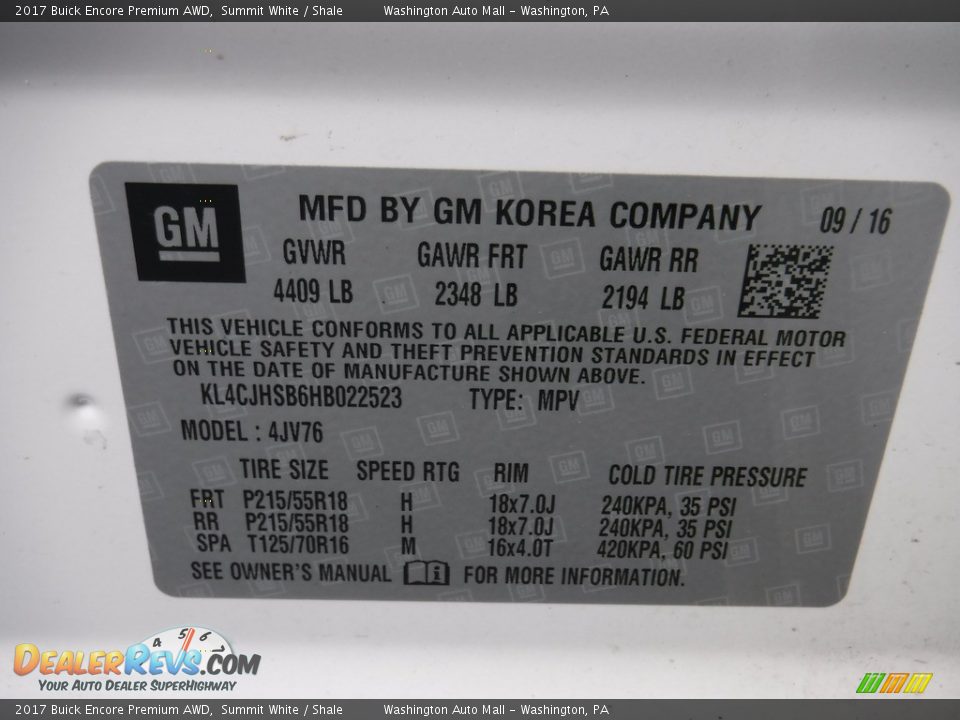 2017 Buick Encore Premium AWD, Summit White / Shale Washington Auto Mall - Washington, PA
GM
MFD BY GM KOREA COMPANY 09 / 16
GVWR GAWR FRT GAWR RR
4409 LB 2348 LB 2194 LB
THIS VEHICLE CONFORMS TO ALL APPLICABLE U.S. FEDERAL MOTOR
VEHICLE SAFETY AND THEFT PREVENTION STANDARDS IN EFFECT
ON THE DATE OF MANUFACTURE SHOWN ABOVE.
KL4CJHSB6HB022523 TYPE: MPV
MODEL : 4JV76
TIRE SIZE SPEED RTG RIM COLD TIRE PRESSURE
FRT P215/55R18 H 18x7.0J 240KPA, 35 PSI
RR P215/55R18 H 18x7.0J 240KPA, 35 PSI
SPA T125/70R16 M 16x4.0T 420KPA, 60 PSI
SEE OWNER'S MANUAL i FOR MORE INFORMATION.
4 5 6
DEALERREVS.COM
YOUR AUTO DEALER SUPERHIGHWAY
2017 Buick Encore Premium AWD, Summit White / Shale Washington Auto Mall - Washington, PA